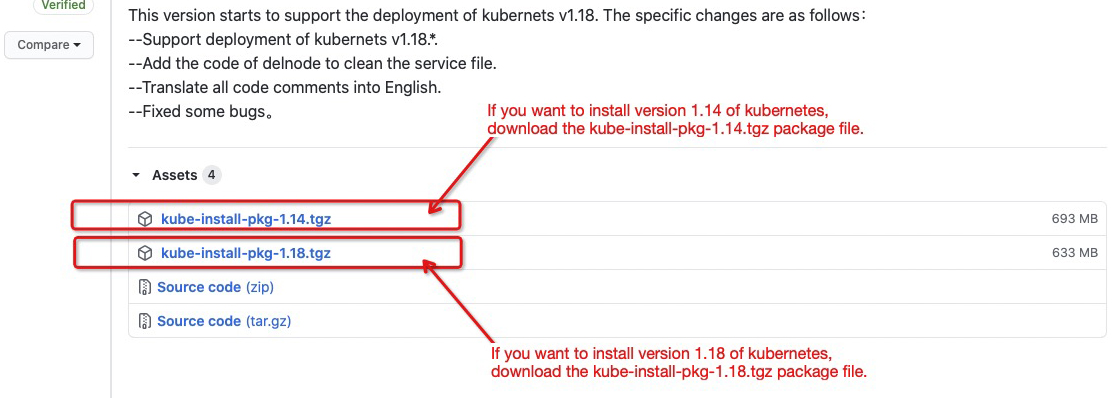 Verified
Compare
This version starts to support the deployment of kubernets v1.18. The specific changes are as follows：
--Support deployment of kubernets v1.18.*.
--Add the code of delnode to clean the service file.
--Translate all code comments into English.
--Fixed some bugs。
If you want to install version 1.14 of kubernetes,
download the kube-install-pkg-1.14.tgz package file.
Assets 4
kube-install-pkg-1.14.tgz 693 MB
kube-install-pkg-1.18.tgz 633 MB
Source code (zip)
Source code (tar.gz)
If you want to install version 1.18 of kubernetes,
download the kube-install-pkg-1.18.tgz package file.